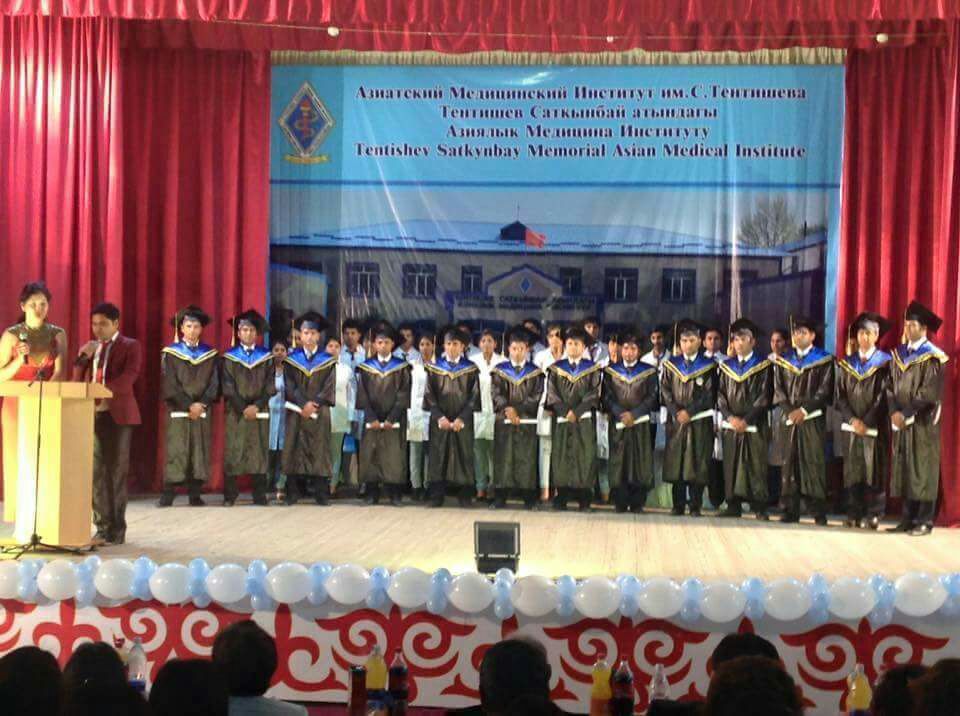 Азиатский Медицинский Институт им.С.Тентишева
Тентишев Саткынбай атындагы
Азиялык Медицина Институту
Tentishev Satkynbay Memorial Asian Medical Institute